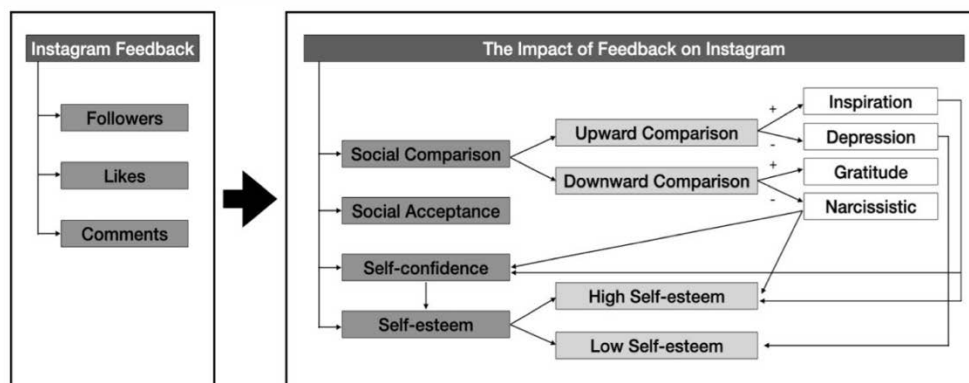 Instagram Feedback
Followers
Likes
Comments
The Impact of Feedback on Instagram
Social Comparison
Social Acceptance
Self-confidence
Self-esteem
Upward Comparison
Downward Comparison
High Self-esteem
Low Self-esteem
+
Inspiration
-
Depression
+
Gratitude
-
Narcissistic